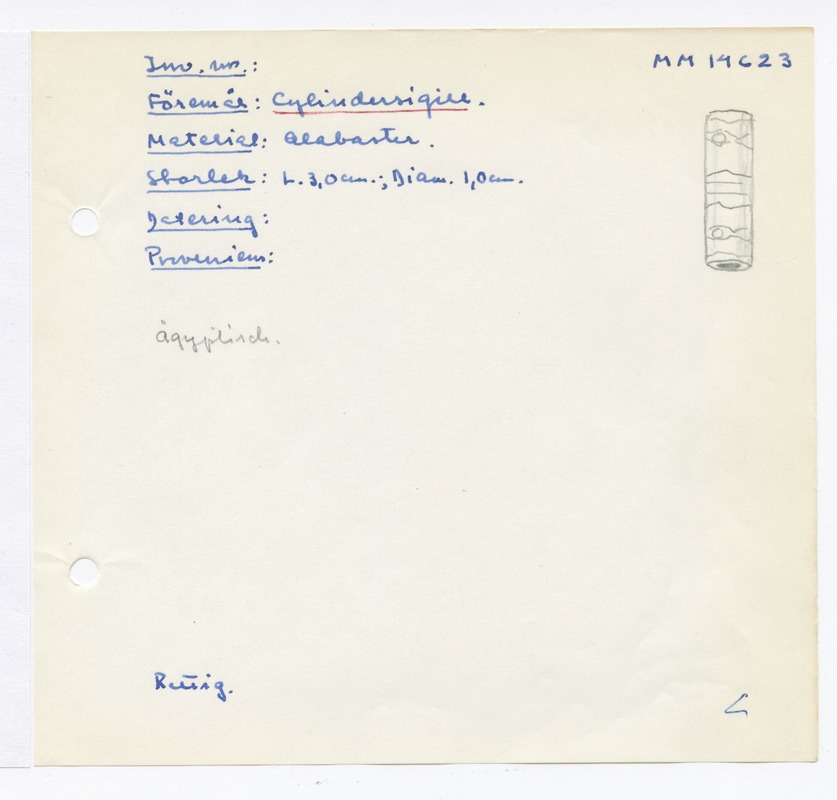 Inv. nr.: MM 14623
Föremål: Cylindersigill.
Material: Alabaster.
Storlek: L. 3,0 cm.; Diam. 1,0 cm.
Datering:
Proveniens:
ägyptisch.
Rettig.